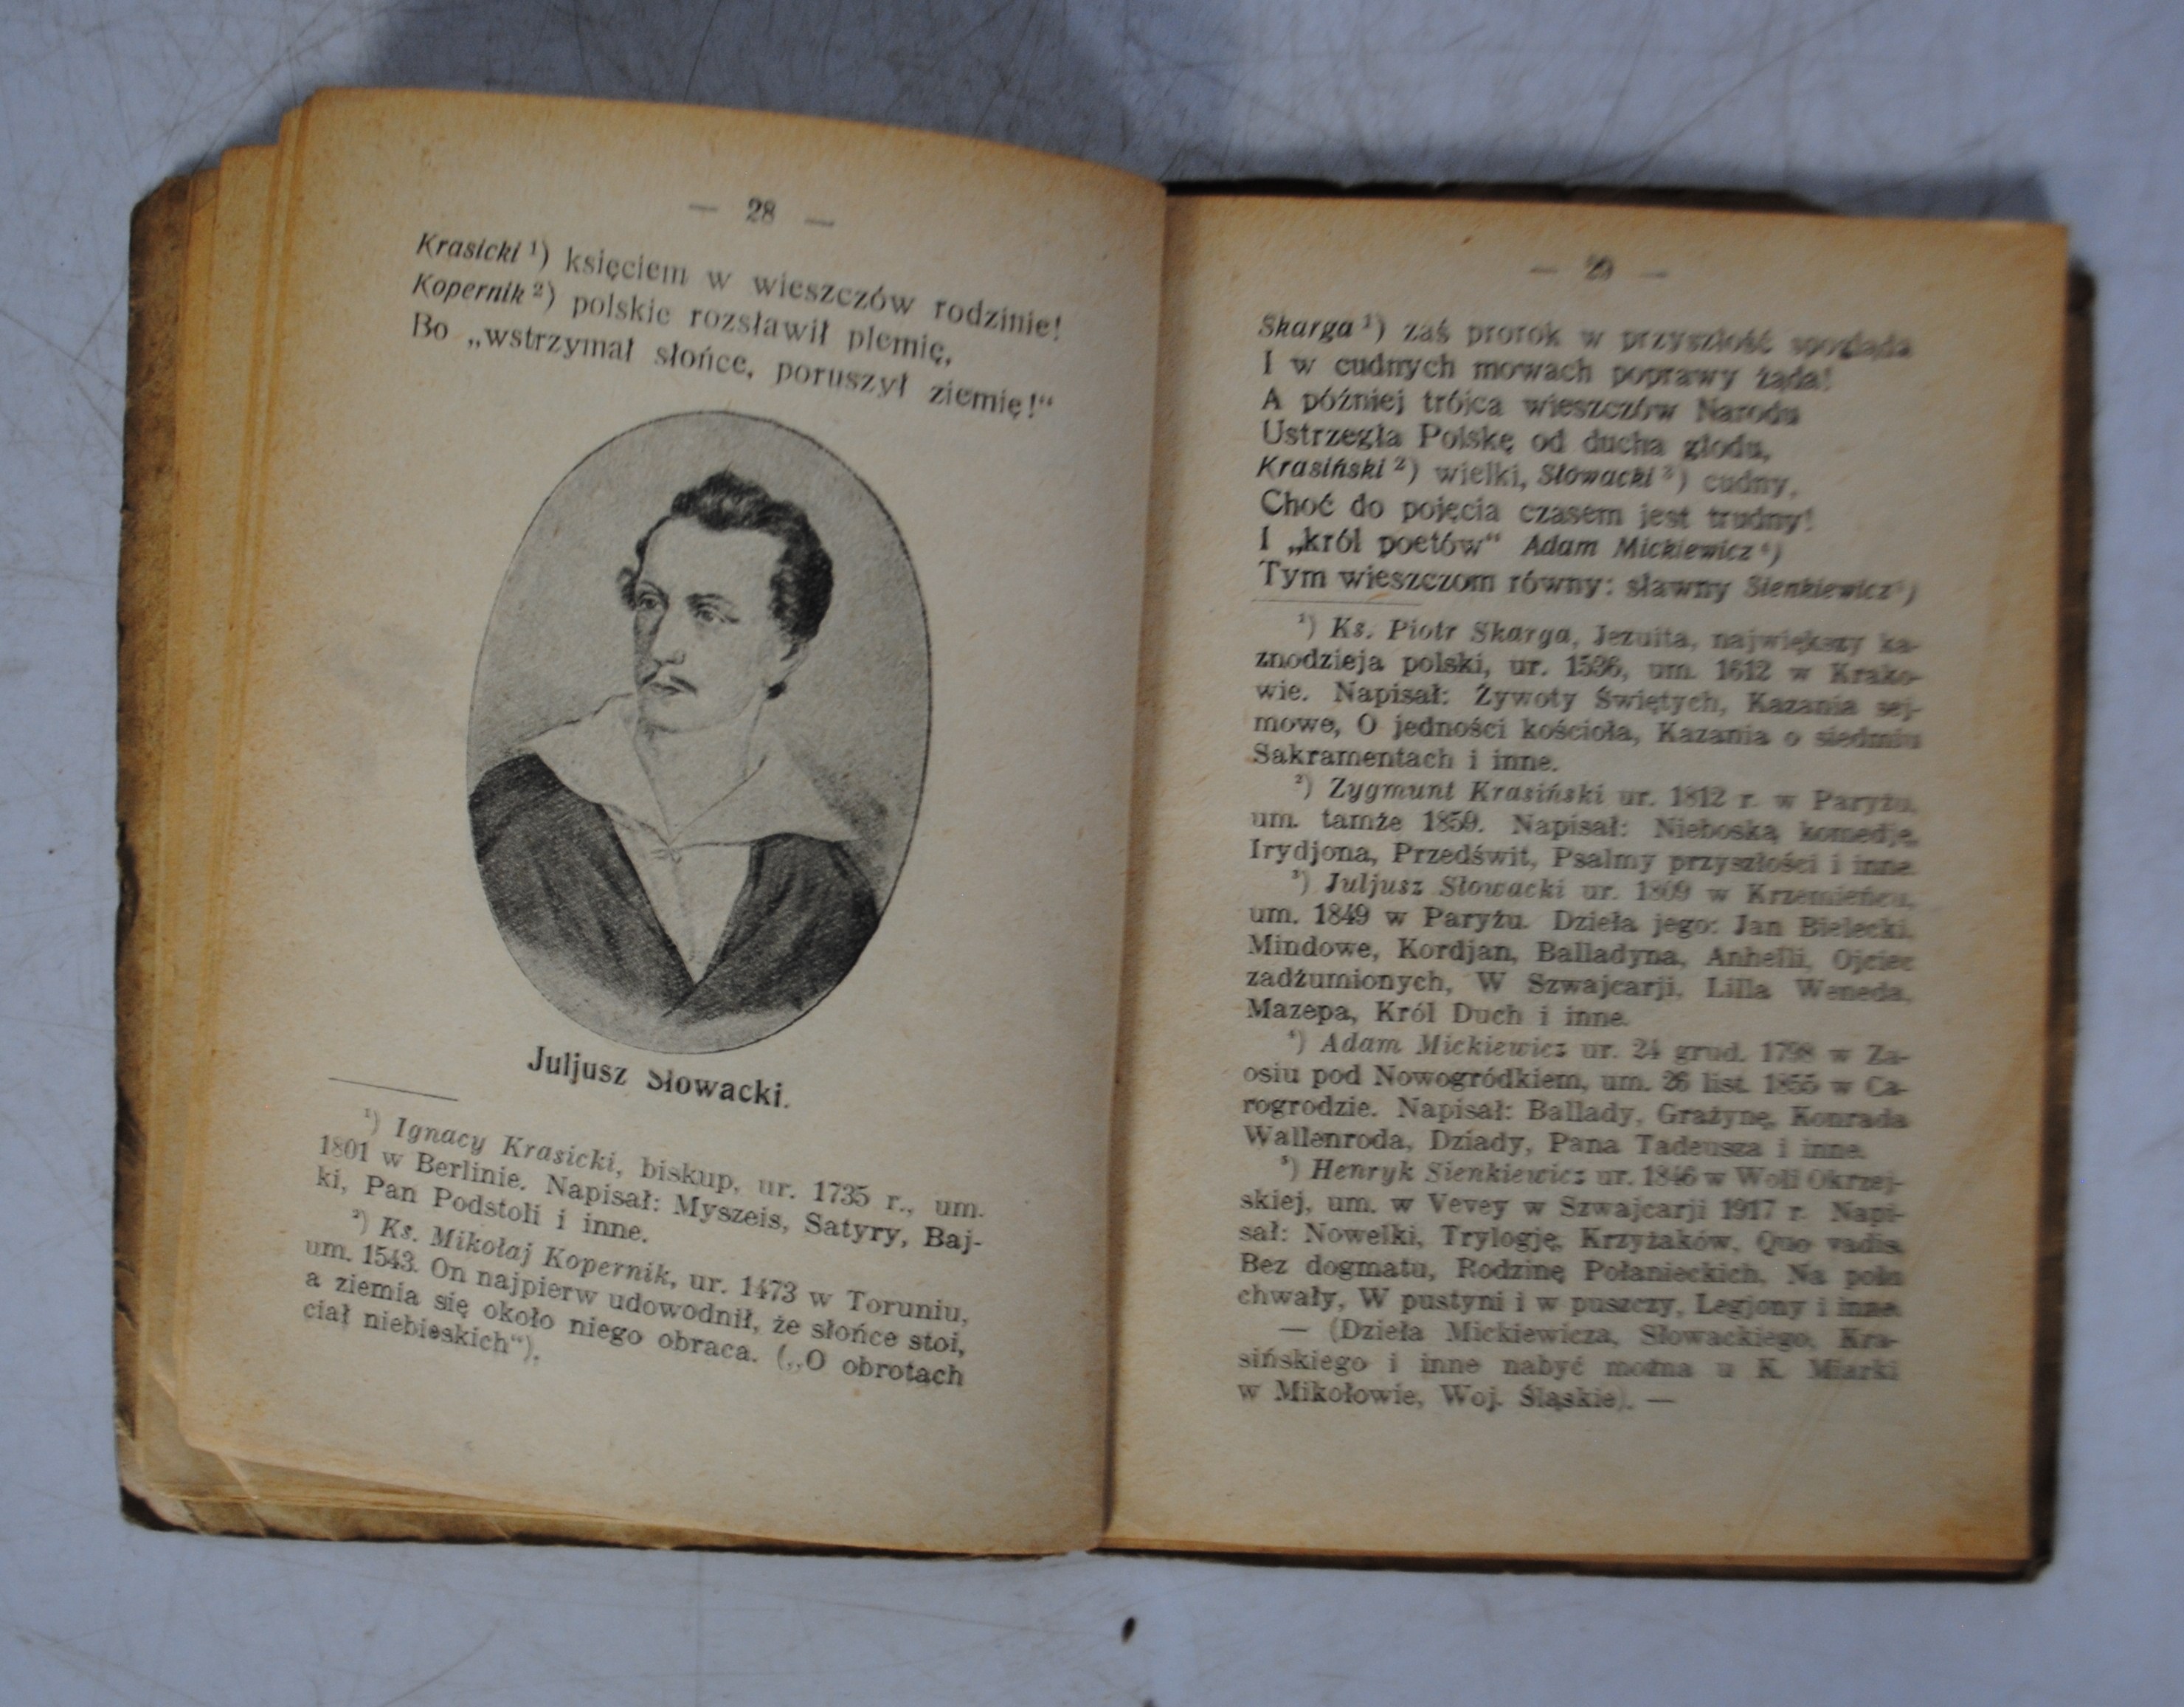 — 28 —
Krasicki ¹) księciem w wieszczów rodzinie!
Kopernik ²) polskie rozsławił plemię,
Bo „wstrzymał słońce, poruszył ziemię!“
Juljusz Słowacki.
¹) Ignacy Krasicki, biskup, ur. 1735 r., um.
1801 w Berlinie. Napisał: Myszeis, Satyry, Baj-
ki, Pan Podstoli i inne.
²) Ks. Mikołaj Kopernik, ur. 1473 w Toruniu,
um. 1543. On najpierw udowodnił, że słońce stoi,
a ziemia się około niego obraca. („O obrotach
ciał niebieskich“).
— 29 —
Skarga ¹) zaś prorok w przyszłość spogląda
I w cudnych mowach poprawy żąda!
A później trójca wieszczów Narodu
Ustrzegła Polskę od ducha głodu,
Krasiński ²) wielki, Słowacki ³) cudny,
Choć do pojęcia czasem jest trudny!
I „król poetów“ Adam Mickiewicz ⁴)
Tym wieszczom równy: sławny Sienkiewicz ⁵)
¹) Ks. Piotr Skarga, Jezuita, największy ka-
znodzieja polski, ur. 1536, um. 1612 w Krako-
wie. Napisał: Żywoty Świętych, Kazania sej-
mowe, O jedności kościoła, Kazania o siedmiu
Sakramentach i inne.
²) Zygmunt Krasiński ur. 1812 r. w Paryżu,
um. tamże 1859. Napisał: Nieboską komedję,
Irydjona, Przedświt, Psalmy przyszłości i inne.
³) Juljusz Słowacki ur. 1809 w Krzemieńcu,
um. 1849 w Paryżu. Dzieła jego: Jan Bielecki,
Mindowe, Kordjan, Balladyna, Anhelli, Ojciec
zadżumionych, W Szwajcarji, Lilla Weneda,
Mazepa, Król Duch i inne.
⁴) Adam Mickiewicz ur. 24 grud. 1798 w Za-
osiu pod Nowogródkiem, um. 26 list. 1855 w Ca-
rogrodzie. Napisał: Ballady, Grażynę, Konrada
Wallenroda, Dziady, Pana Tadeusza i inne.
⁵) Henryk Sienkiewicz ur. 1846 w Woli Okrzej-
skiej, um. w Vevey w Szwajcarji 1917 r. Napi-
sał: Nowelki, Trylogję, Krzyżaków, Quo vadis,
Bez dogmatu, Rodzinę Połanieckich, Na polu
chwały, W pustyni i w puszczy, Legjony i inne.
— (Dzieła Mickiewicza, Słowackiego, Kra-
sińskiego i inne nabyć można u K. Miarki
w Mikołowie, Woj. Śląskie). —